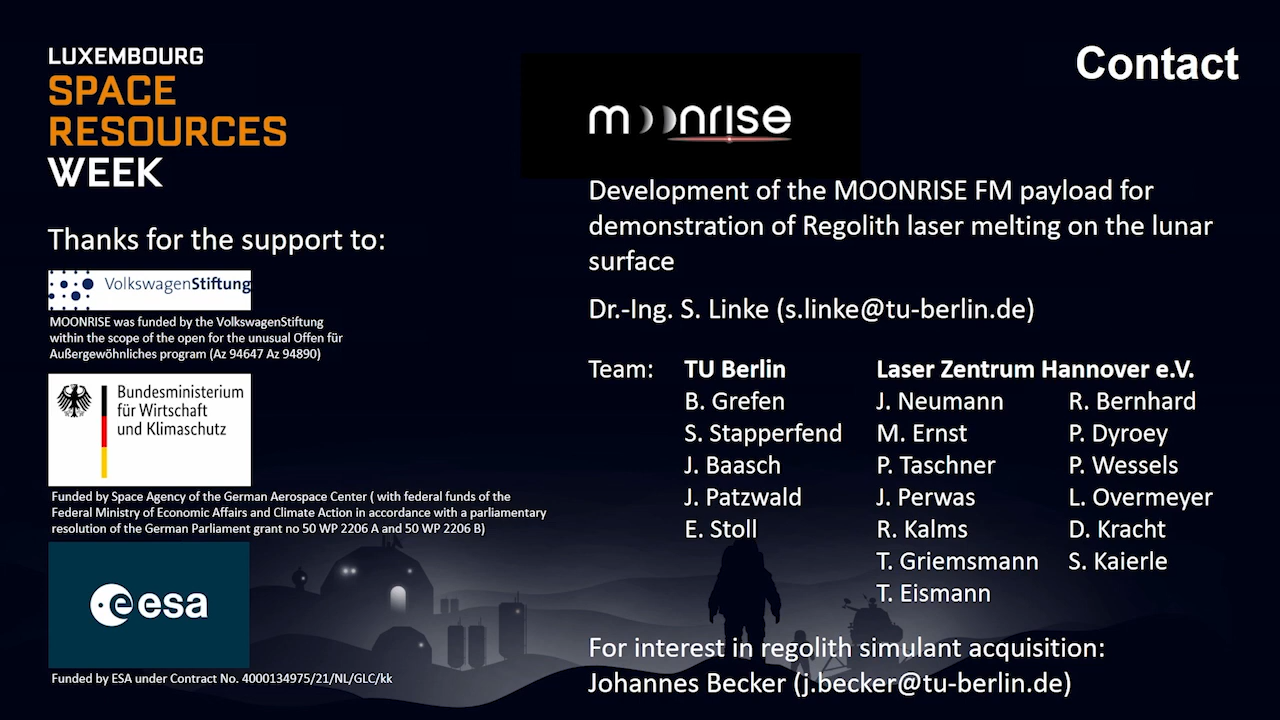 LUXEMBOURG
SPACE
RESOURCES
WEEK
Thanks for the support to:
VolkswagenStiftung
MOONRISE was funded by the VolkswagenStiftung
within the scope of the open for the unusual Offen für
Außergewöhnliches program (Az 94647 Az 94890)
Bundesministerium
für Wirtschaft
und Klimaschutz
Funded by Space Agency of the German Aerospace Center ( with federal funds of the
Federal Ministry of Economic Affairs and Climate Action in accordance with a parliamentary
resolution of the German Parliament grant no 50 WP 2206 A and 50 WP 2206 B)
esa
Funded by ESA under Contract No. 4000134975/21/NL/GLC/kk
Contact
moonrise
Development of the MOONRISE FM payload for
demonstration of Regolith laser melting on the lunar
surface
Dr.-Ing. S. Linke (s.linke@tu-berlin.de)
Team: TU Berlin Laser Zentrum Hannover e.V.
B. Grefen J. Neumann R. Bernhard
S. Stapperfend M. Ernst P. Dyroey
J. Baasch P. Taschner P. Wessels
J. Patzwald J. Perwas L. Overmeyer
E. Stoll R. Kalms D. Kracht
T. Griemsmann S. Kaierle
T. Eismann
For interest in regolith simulant acquisition:
Johannes Becker (j.becker@tu-berlin.de)